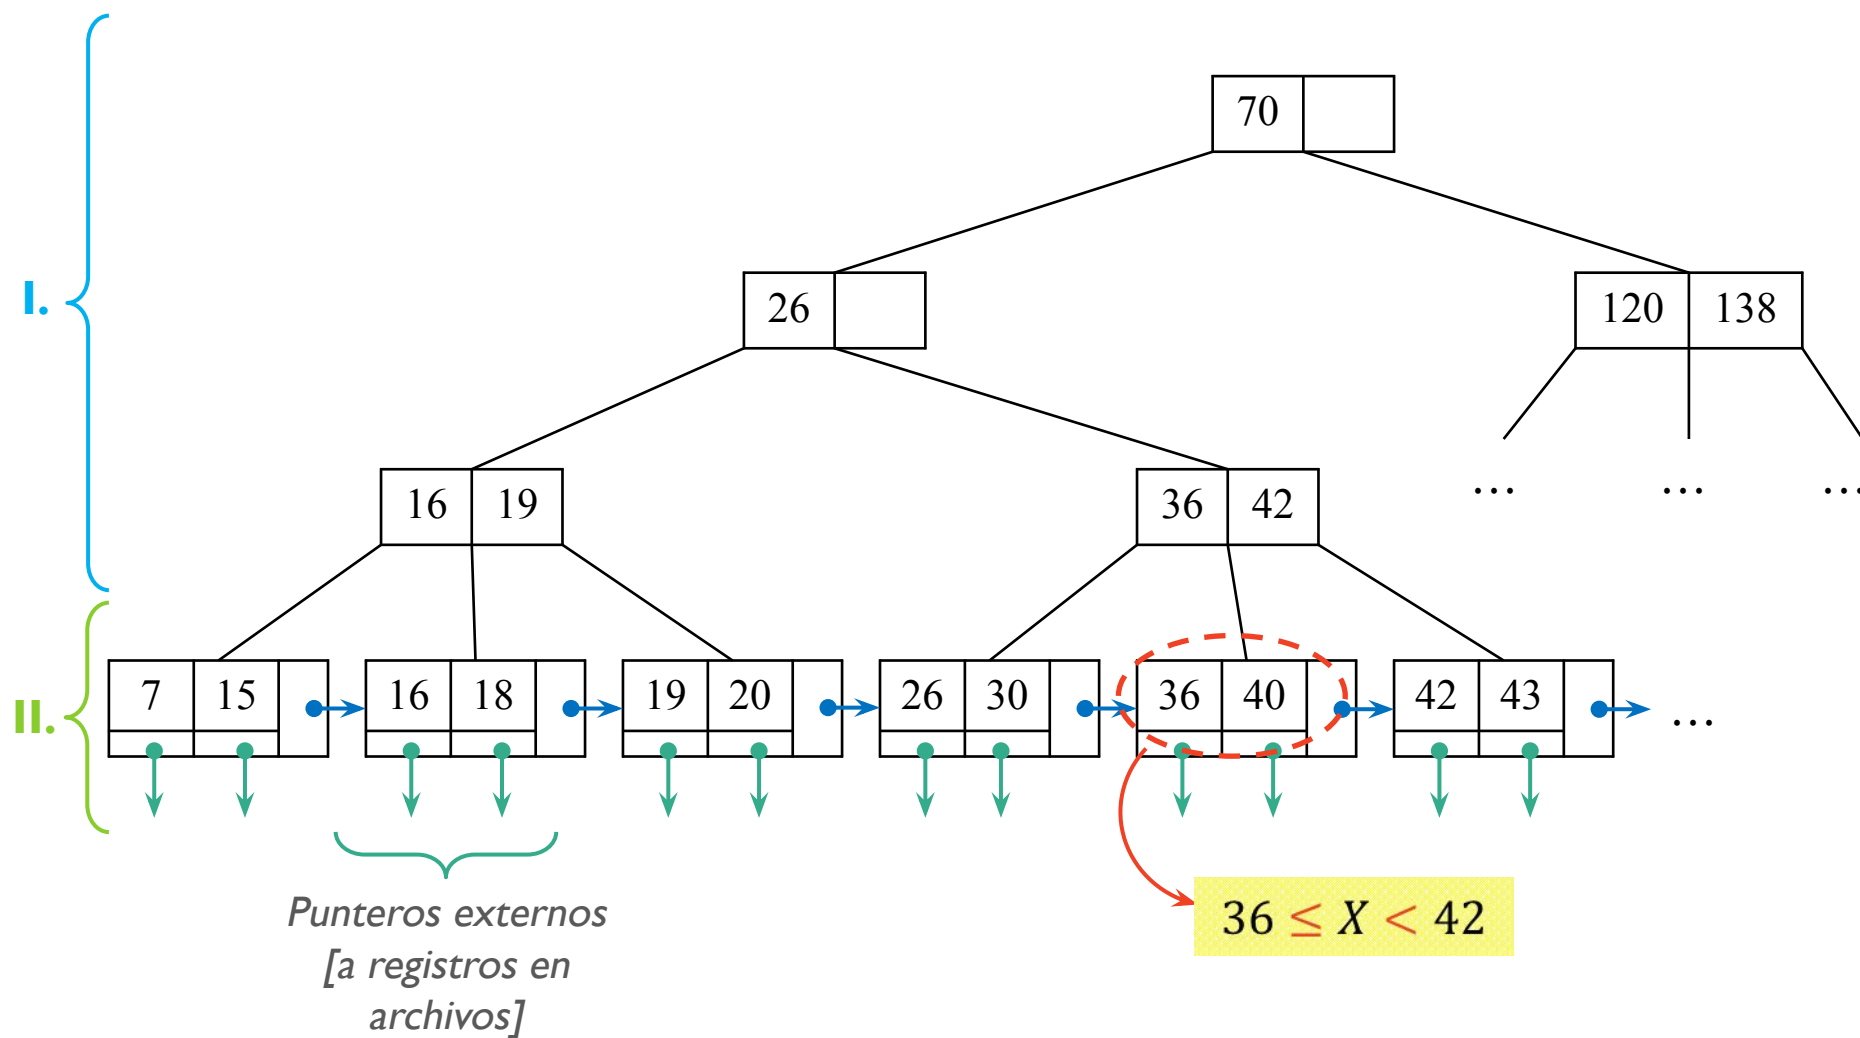 I.
70
26
120 138
16 19
36 42
… … …
II.
7 15
16 18
19 20
26 30
36 40
42 43
…
Punteros externos
[a registros en
archivos]
36 ≤ X < 42